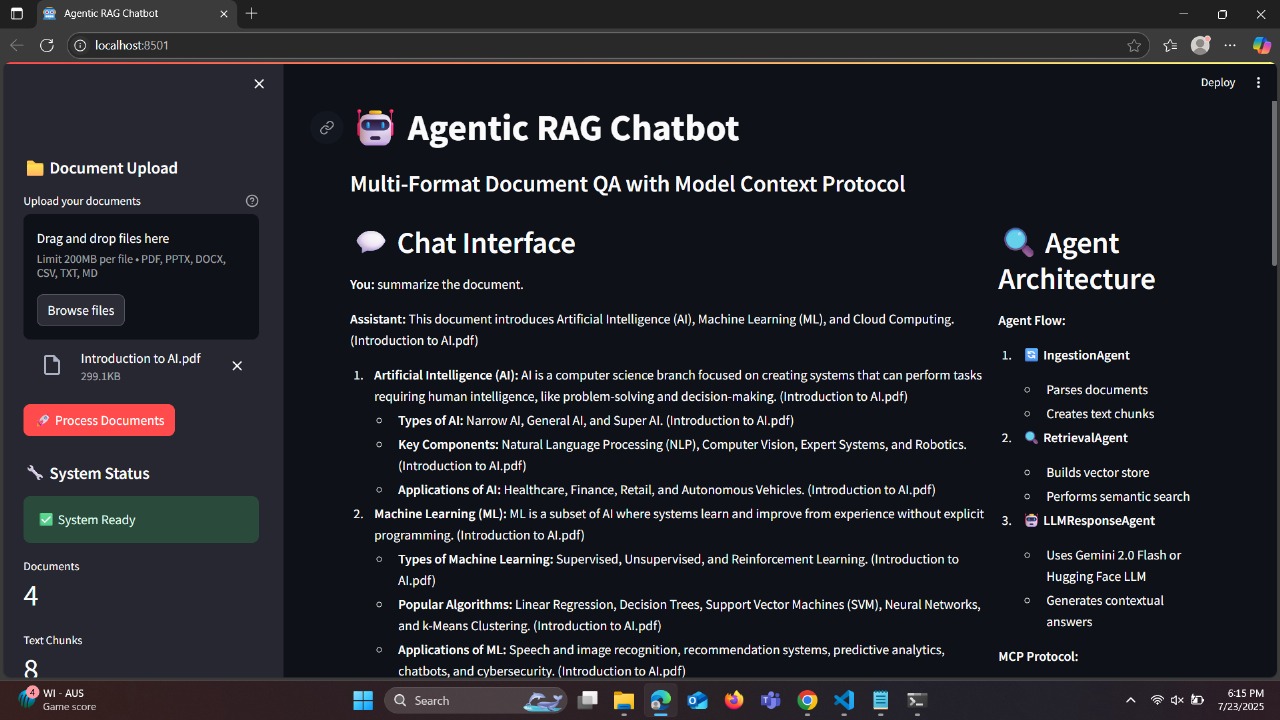 Agentic RAG Chatbot
localhost:8501
Deploy
Document Upload
Upload your documents
Drag and drop files here
Limit 200MB per file • PDF, PPTX, DOCX,
CSV, TXT, MD
Browse files
Introduction to AI.pdf
299.1KB
Process Documents
System Status
System Ready
Documents
4
Text Chunks
8
Agentic RAG Chatbot
Multi-Format Document QA with Model Context Protocol
Chat Interface
You: summarize the document.
Assistant: This document introduces Artificial Intelligence (AI), Machine Learning (ML), and Cloud Computing.
(Introduction to AI.pdf)
1. Artificial Intelligence (AI): AI is a computer science branch focused on creating systems that can perform tasks
requiring human intelligence, like problem-solving and decision-making. (Introduction to AI.pdf)
Types of AI: Narrow AI, General AI, and Super AI. (Introduction to AI.pdf)
Key Components: Natural Language Processing (NLP), Computer Vision, Expert Systems, and Robotics.
(Introduction to AI.pdf)
Applications of AI: Healthcare, Finance, Retail, and Autonomous Vehicles. (Introduction to AI.pdf)
2. Machine Learning (ML): ML is a subset of AI where systems learn and improve from experience without explicit
programming. (Introduction to AI.pdf)
Types of Machine Learning: Supervised, Unsupervised, and Reinforcement Learning. (Introduction to
AI.pdf)
Popular Algorithms: Linear Regression, Decision Trees, Support Vector Machines (SVM), Neural Networks,
and k-Means Clustering. (Introduction to AI.pdf)
Applications of ML: Speech and image recognition, recommendation systems, predictive analytics,
chatbots, and cybersecurity. (Introduction to AI.pdf)
Agent
Architecture
Agent Flow:
1. IngestionAgent
Parses documents
Creates text chunks
2. RetrievalAgent
Builds vector store
Performs semantic search
3. LLMResponseAgent
Uses Gemini 2.0 Flash or
Hugging Face LLM
Generates contextual
answers
MCP Protocol:
4
WI - AUS
Game score
Search
6:15 PM
7/23/2025